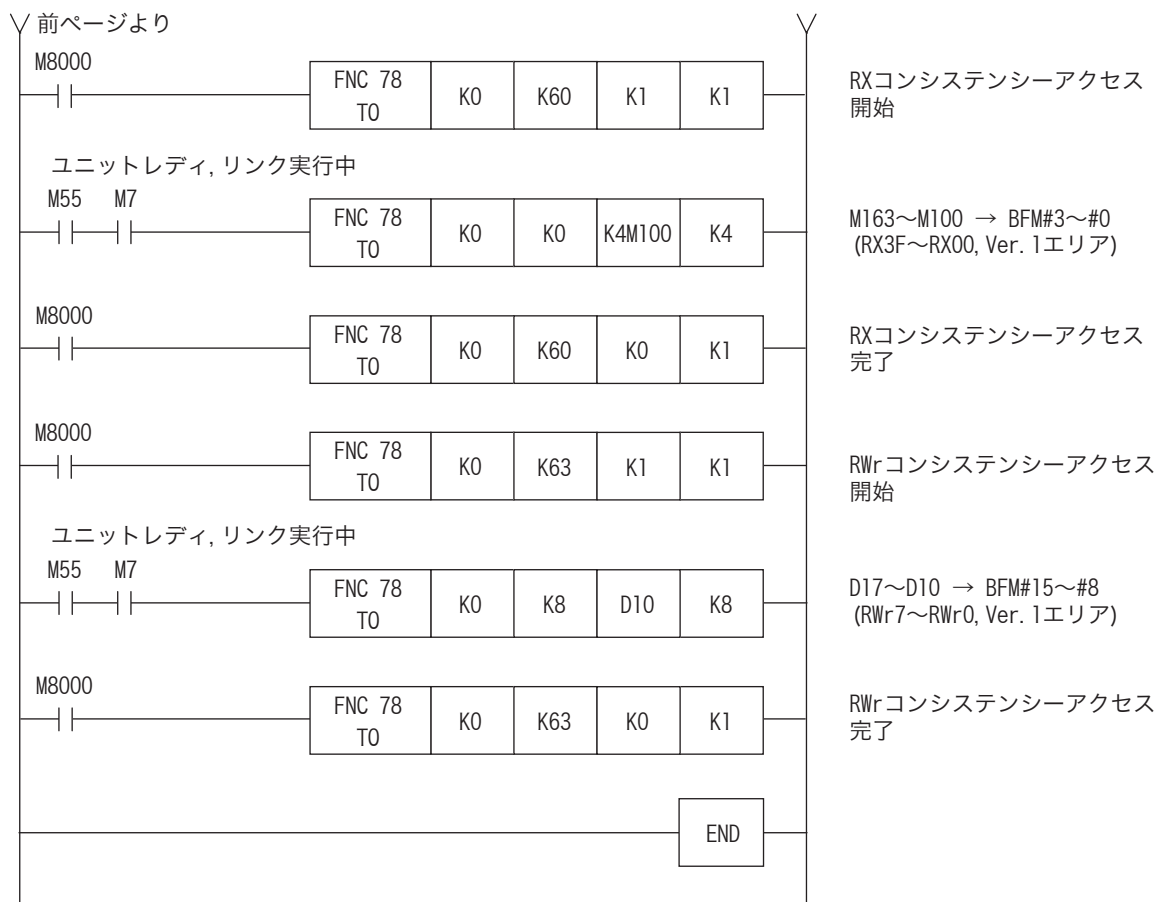 前ページより
M8000
FNC 78
TO
K0
K60
K1
K1
RXコンシステンシーアクセス
開始
ユニットレディ, リンク実行中
M55 M7
FNC 78
TO
K0
K0
K4M100
K4
M163～M100 → BFM#3～#0
(RX3F～RX00, Ver. 1エリア)
M8000
FNC 78
TO
K0
K60
K0
K1
RXコンシステンシーアクセス
完了
M8000
FNC 78
TO
K0
K63
K1
K1
RWrコンシステンシーアクセス
開始
ユニットレディ, リンク実行中
M55 M7
FNC 78
TO
K0
K8
D10
K8
D17～D10 → BFM#15～#8
(RWr7～RWr0, Ver. 1エリア)
M8000
FNC 78
TO
K0
K63
K0
K1
RWrコンシステンシーアクセス
完了
END